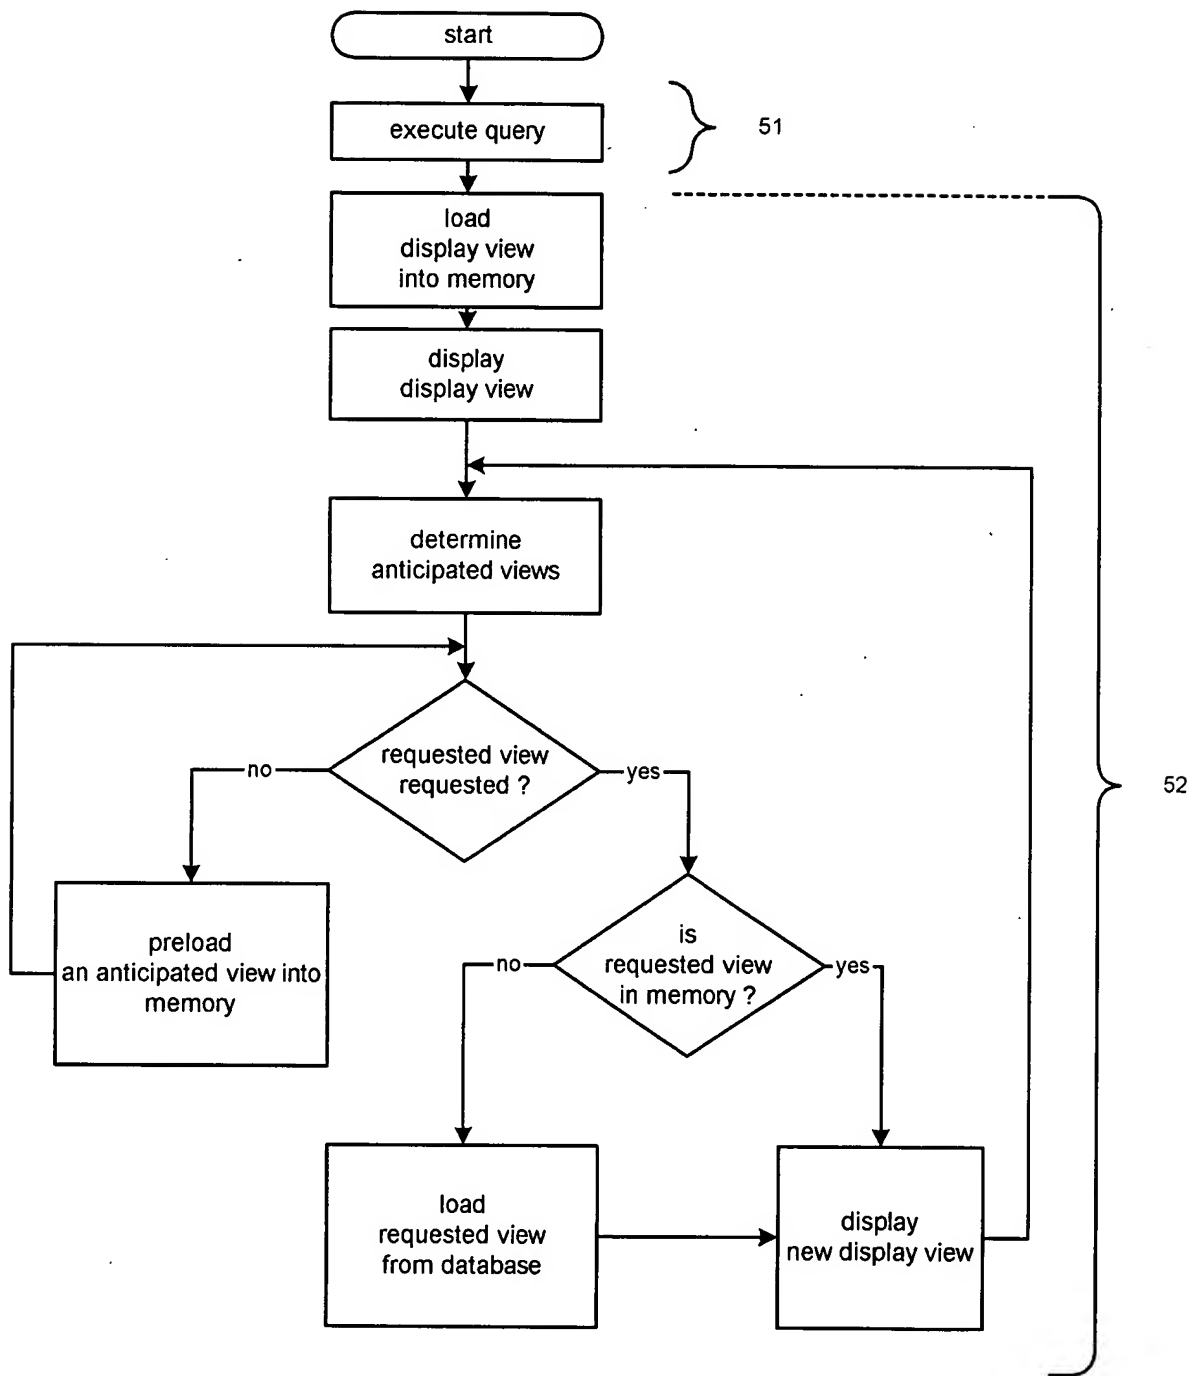 start
execute query
51
load
display view
into memory
display
display view
determine
anticipated views
requested view
requested ?
no
yes
preload
an anticipated view into
memory
is
requested view
in memory ?
no
yes
52
load
requested view
from database
display
new display view